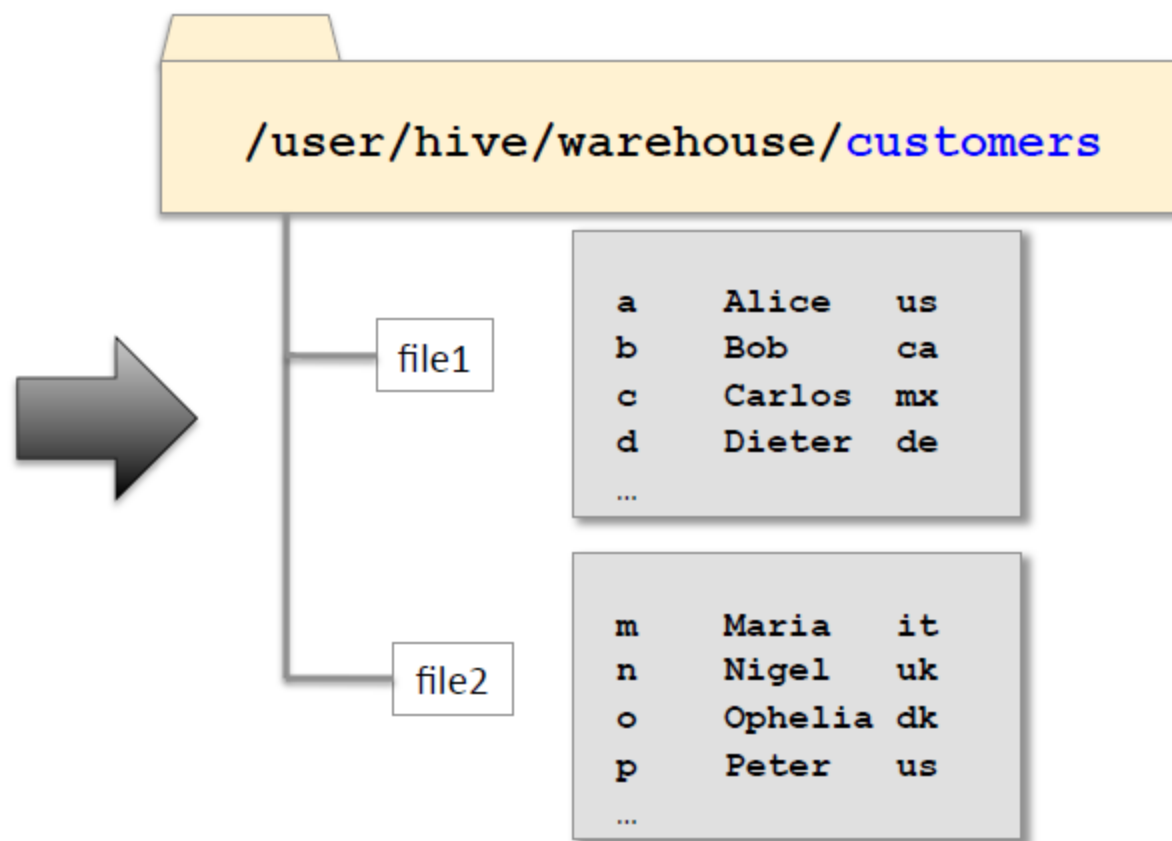 /user/hive/warehouse/customers
file1
a Alice us
b Bob ca
c Carlos mx
d Dieter de
…
file2
m Maria it
n Nigel uk
o Ophelia dk
p Peter us
…